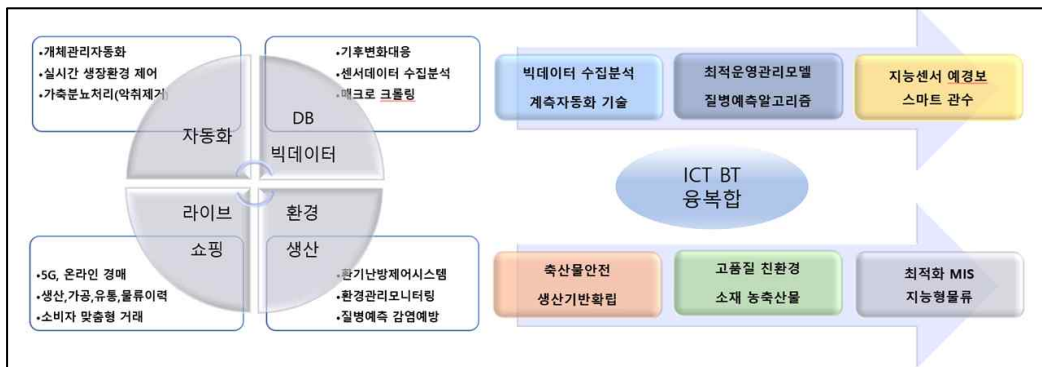 •개체관리자동화
•실시간 생장환경 제어
•가축분뇨처리(악취제거)
•기후변화대응
•센서데이터 수집분석
•매크로 크롤링
자동화
DB
빅데이터
라이브
쇼핑
환경
생산
•5G, 온라인 경매
•생산,가공,유통,물류이력
•소비자 맞춤형 거래
•환기난방제어시스템
•환경관리모니터링
•질병예측 감염예방
빅데이터 수집분석
계측자동화 기술
최적운영관리모델
질병예측알고리즘
지능센서 예경보
스마트 관수
ICT BT
융복합
축산물안전
생산기반확립
고품질 친환경
소재 농축산물
최적화 MIS
지능형물류